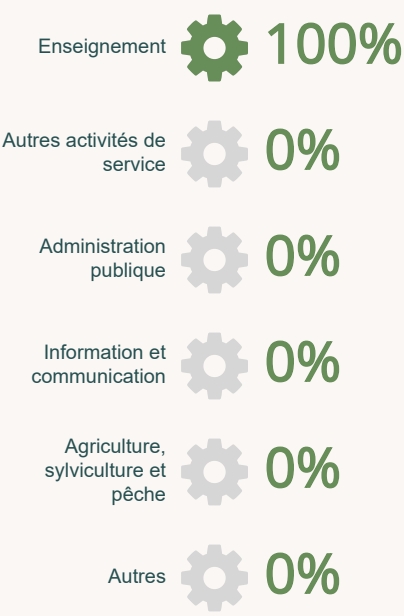 Enseignement
100%
Autres activités de
service
0%
Administration
publique
0%
Information et
communication
0%
Agriculture,
sylviculture et
pêche
0%
Autres
0%